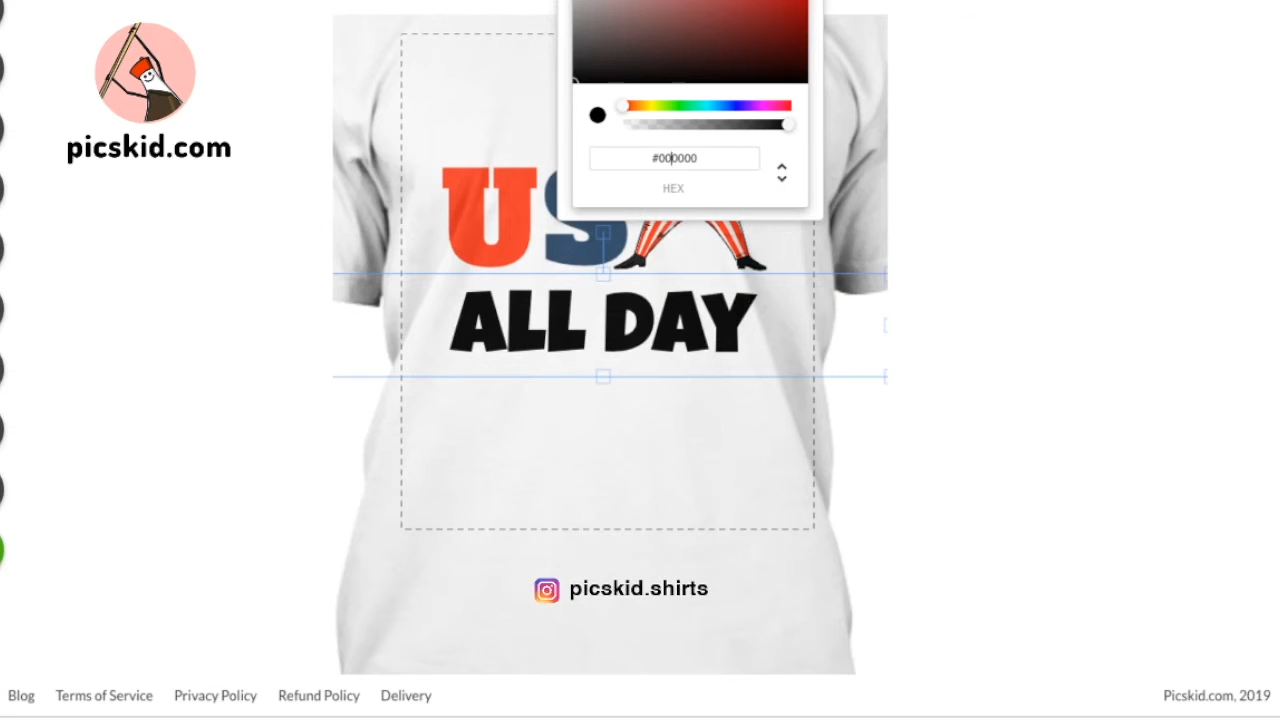 picskid.com
#000000
HEX
US
ALL DAY
picskid.shirts
Blog Terms of Service Privacy Policy Refund Policy Delivery
Picskid.com, 2019